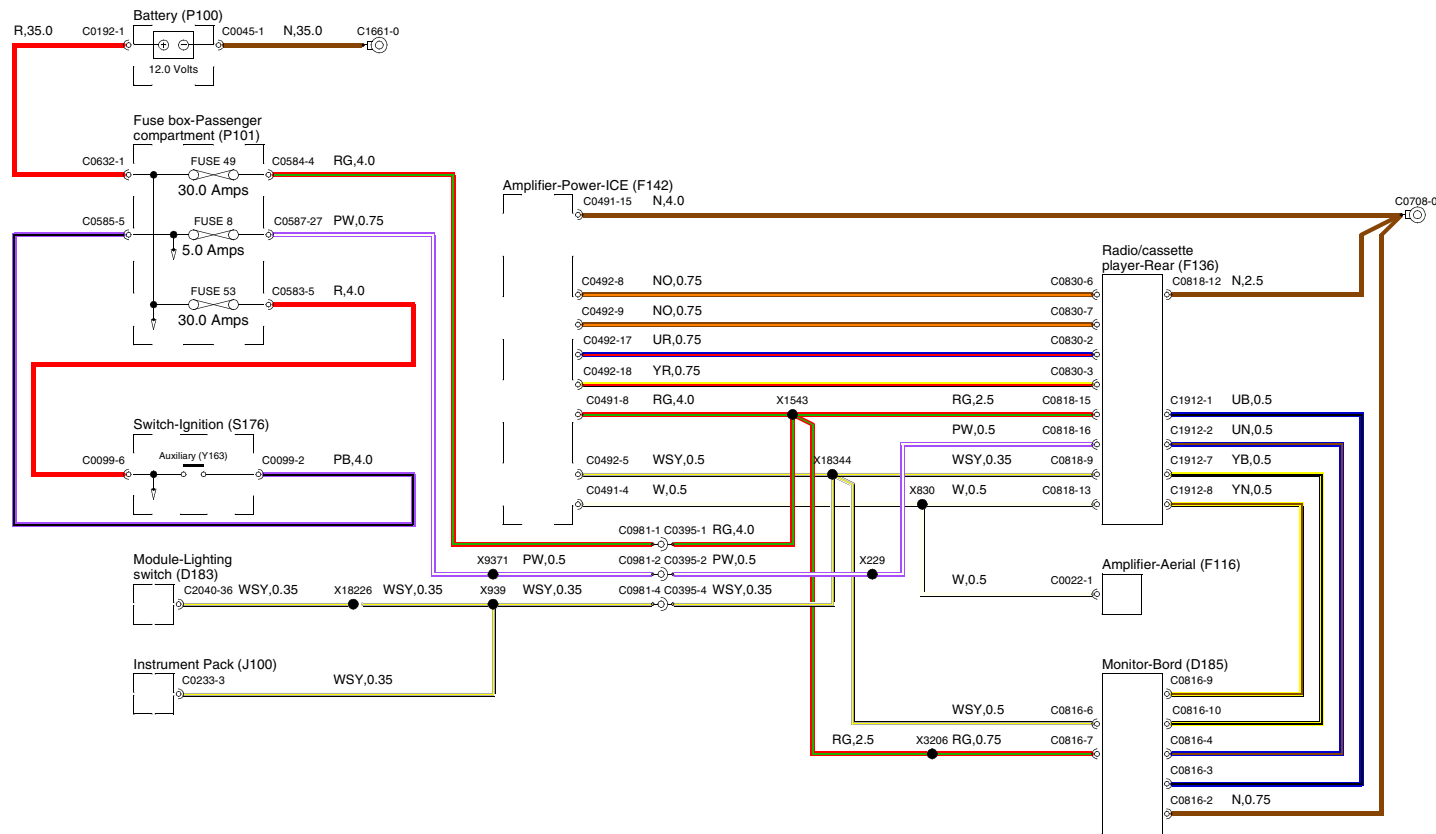 Battery (P100)
R,35.0 C0192-1 C0045-1 N,35.0 C1661-0
12.0 Volts
Fuse box-Passenger
compartment (P101)
C0632-1 FUSE 49 C0584-4 RG,4.0
30.0 Amps
Amplifier-Power-ICE (F142)
C0491-15 N,4.0 C0708-0
C0585-5 FUSE 8 C0587-27 PW,0.75
5.0 Amps
Radio/cassette
player-Rear (F136)
C0492-8 NO,0.75 C0830-6 C0818-12 N,2.5
FUSE 53 C0583-5 R,4.0
30.0 Amps
C0492-9 NO,0.75 C0830-7
C0492-17 UR,0.75 C0830-2
C0492-18 YR,0.75 C0830-3
C0491-8 RG,4.0 X1543 RG,2.5 C0818-15 C1912-1 UB,0.5
Switch-Ignition (S176)
PW,0.5 C0818-16 C1912-2 UN,0.5
C0099-6 Auxiliary (Y163) C0099-2 PB,4.0
C0492-5 WSY,0.5 X18344 WSY,0.35 C0818-9 C1912-7 YB,0.5
C0491-4 W,0.5 X830 W,0.5 C0818-13 C1912-8 YN,0.5
C0981-1 C0395-1 RG,4.0
Module-Lighting
switch (D183)
X9371 PW,0.5 C0981-2 C0395-2 PW,0.5 X229
Amplifier-Aerial (F116)
W,0.5 C0022-1
C2040-36 WSY,0.35 X18226 WSY,0.35 X939 WSY,0.35 C0981-4 C0395-4 WSY,0.35
Instrument Pack (J100)
C0233-3 WSY,0.35
Monitor-Bord (D185)
C0816-9
WSY,0.5 C0816-6 C0816-10
RG,2.5 X3206 RG,0.75 C0816-7 C0816-4
C0816-3
C0816-2 N,0.75